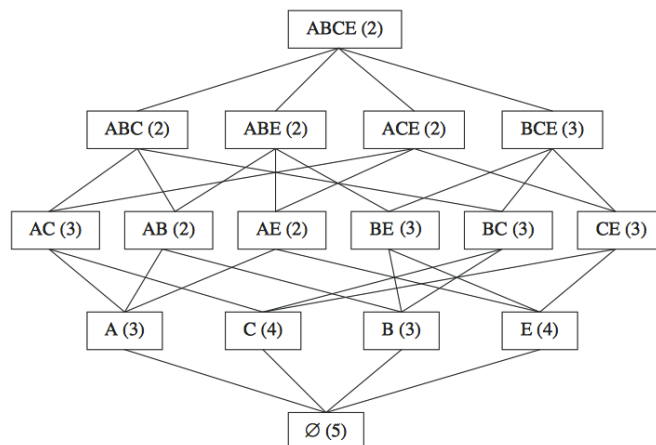 ABCE (2)
ABC (2) ABE (2) ACE (2) BCE (3)
AC (3) AB (2) AE (2) BE (3) BC (3) CE (3)
A (3) C (4) B (3) E (4)
∅ (5)